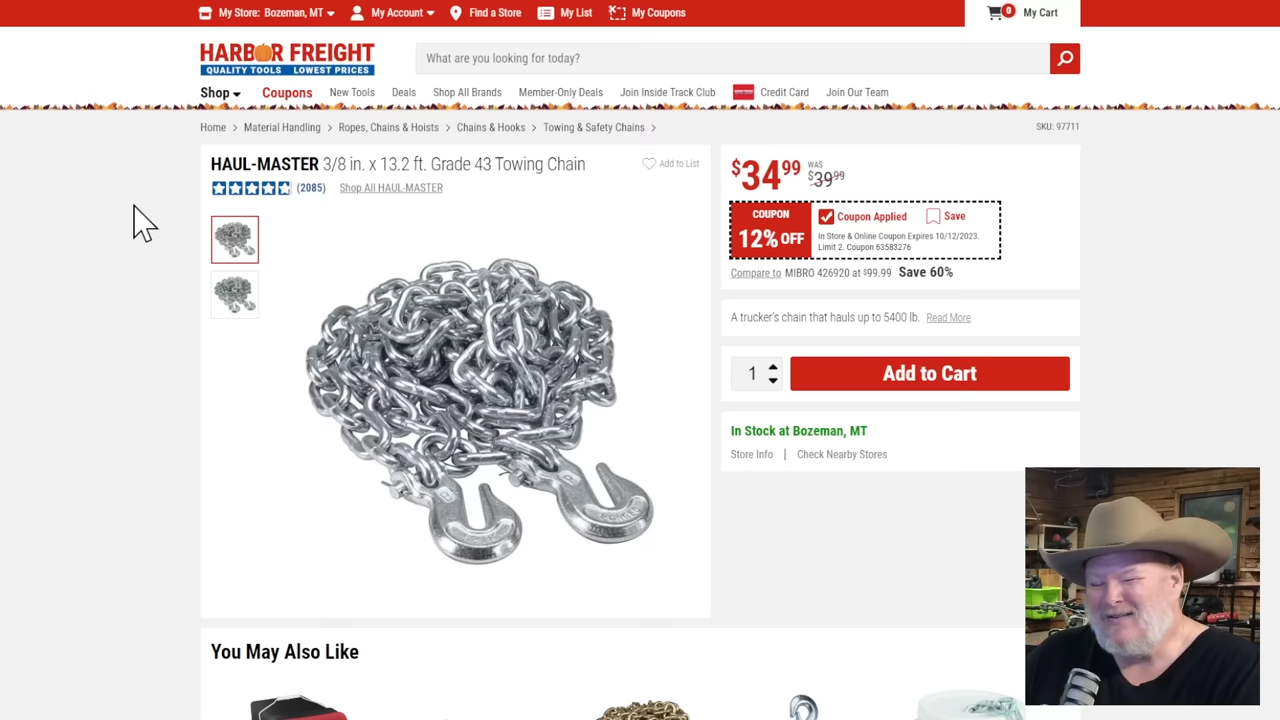 My Store: Bozeman, MT
My Account
Find a Store
My List
My Coupons
0
My Cart
HARBOR FREIGHT
QUALITY TOOLS LOWEST PRICES
What are you looking for today?
Shop
Coupons
New Tools
Deals
Shop All Brands
Member-Only Deals
Join Inside Track Club
Credit Card
Join Our Team
Home > Material Handling > Ropes, Chains & Hoists > Chains & Hooks > Towing & Safety Chains >
SKU: 97711
HAUL-MASTER 3/8 in. x 13.2 ft. Grade 43 Towing Chain
Add to List
(2085)
Shop All HAUL-MASTER
$34.99
WAS
$39.99
COUPON
12% OFF
Coupon Applied
Save
In Store & Online Coupon Expires 10/12/2023.
Limit 2. Coupon 63583276
Compare to MIBRO 426920 at $99.99 Save 60%
A trucker's chain that hauls up to 5400 lb. Read More
1
Add to Cart
In Stock at Bozeman, MT
Store Info | Check Nearby Stores
You May Also Like